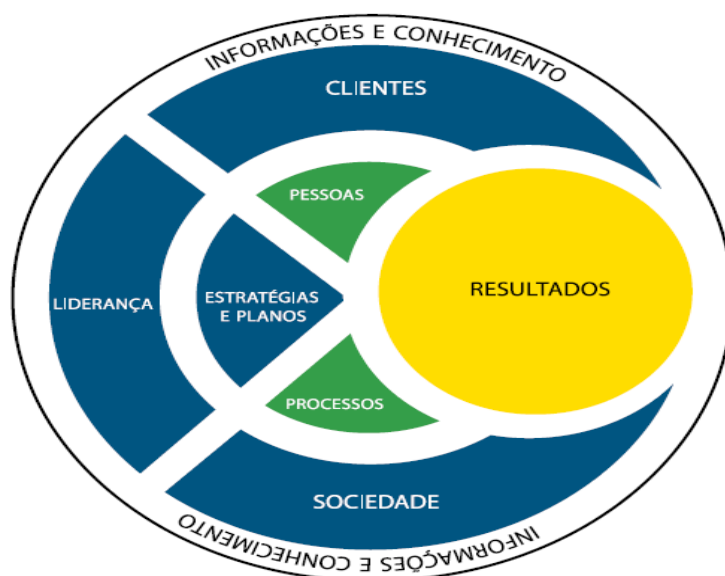 INFORMAÇÕES E CONHECIMENTO
CLIENTES
PESSOAS
LIDERANÇA
ESTRATÉGIAS
E PLANOS
RESULTADOS
PROCESSOS
SOCIEDADE
INFORMAÇÕES E CONHECIMENTO